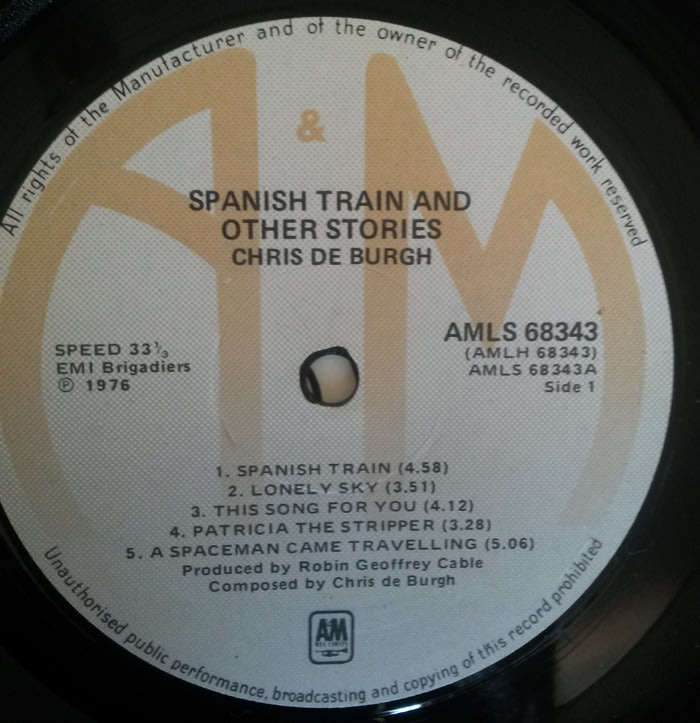 All rights of the Manufacturer and of the owner of the recorded work reserved
A & M
SPANISH TRAIN AND
OTHER STORIES
CHRIS DE BURGH
SPEED 33 1/3
EMI Brigadiers
℗ 1976
AMLS 68343
(AMLH 68343)
AMLS 68343A
Side 1
1. SPANISH TRAIN (4.58)
2. LONELY SKY (3.51)
3. THIS SONG FOR YOU (4.12)
4. PATRICIA THE STRIPPER (3.28)
5. A SPACEMAN CAME TRAVELLING (5.06)
Produced by Robin Geoffrey Cable
Composed by Chris de Burgh
A&M
RECORDS
Unauthorised public performance, broadcasting and copying of this record prohibited